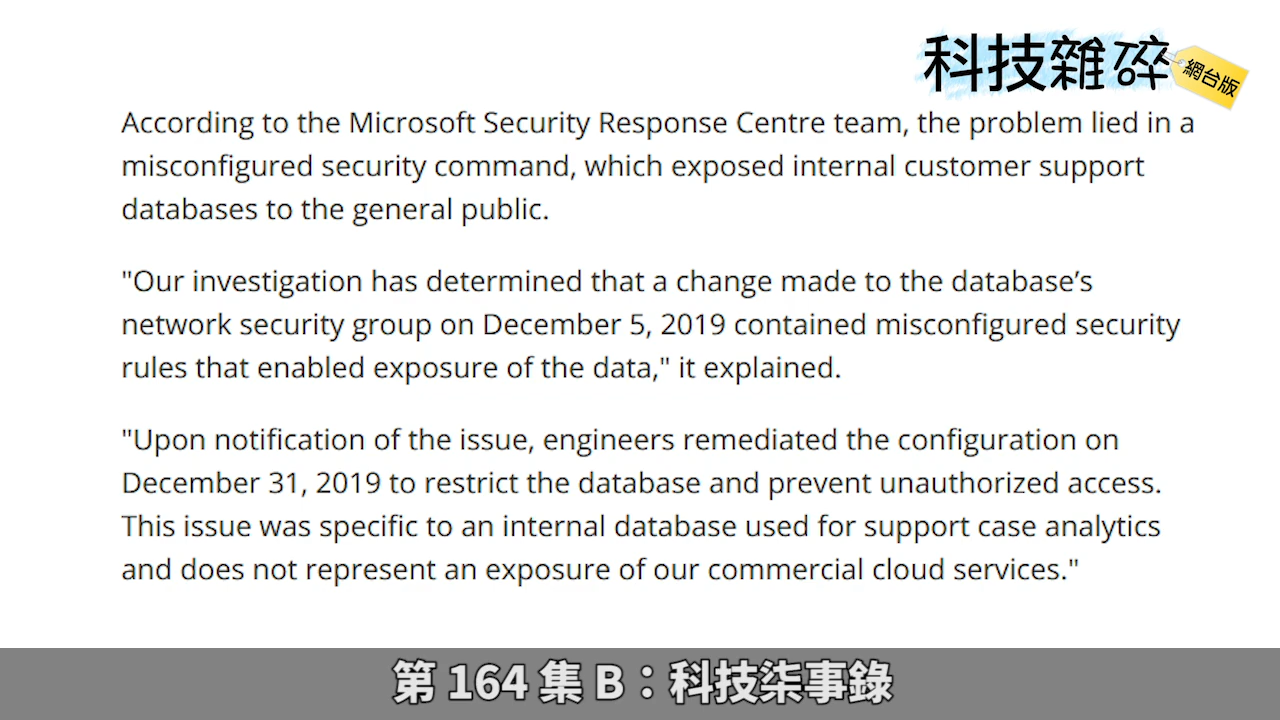 科技雜碎
網台版
According to the Microsoft Security Response Centre team, the problem lied in a
misconfigured security command, which exposed internal customer support
databases to the general public.
"Our investigation has determined that a change made to the database’s
network security group on December 5, 2019 contained misconfigured security
rules that enabled exposure of the data," it explained.
"Upon notification of the issue, engineers remediated the configuration on
December 31, 2019 to restrict the database and prevent unauthorized access.
This issue was specific to an internal database used for support case analytics
and does not represent an exposure of our commercial cloud services."
第 164 集 B：科技柒事錄